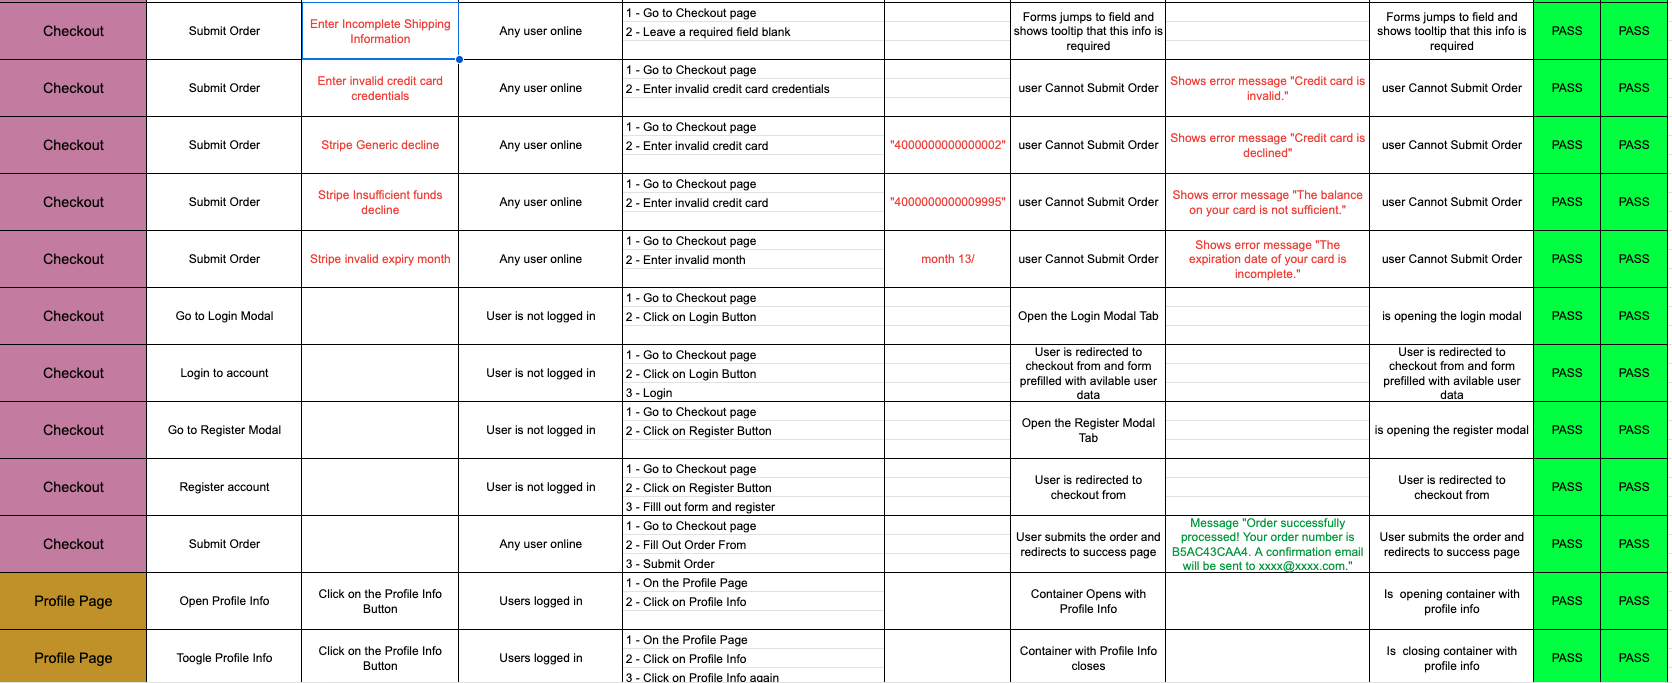 Checkout
Submit Order
Enter Incomplete Shipping
Information
Any user online
1 - Go to Checkout page
2 - Leave a required field blank
Forms jumps to field and
shows tooltip that this info is
required
Forms jumps to field and
shows tooltip that this info is
required
PASS
PASS
Checkout
Submit Order
Enter invalid credit card
credentials
Any user online
1 - Go to Checkout page
2 - Enter invalid credit card credentials
user Cannot Submit Order
Shows error message "Credit card is
invalid."
user Cannot Submit Order
PASS
PASS
Checkout
Submit Order
Stripe Generic decline
Any user online
1 - Go to Checkout page
2 - Enter invalid credit card
"4000000000000002"
user Cannot Submit Order
Shows error message "Credit card is
declined"
user Cannot Submit Order
PASS
PASS
Checkout
Submit Order
Stripe Insufficient funds
decline
Any user online
1 - Go to Checkout page
2 - Enter invalid credit card
"4000000000009995"
user Cannot Submit Order
Shows error message "The balance
on your card is not sufficient."
user Cannot Submit Order
PASS
PASS
Checkout
Submit Order
Stripe invalid expiry month
Any user online
1 - Go to Checkout page
2 - Enter invalid month
month 13/
user Cannot Submit Order
Shows error message "The
expiration date of your card is
incomplete."
user Cannot Submit Order
PASS
PASS
Checkout
Go to Login Modal
User is not logged in
1 - Go to Checkout page
2 - Click on Login Button
Open the Login Modal Tab
is opening the login modal
PASS
PASS
Checkout
Login to account
User is not logged in
1 - Go to Checkout page
2 - Click on Login Button
3 - Login
User is redirected to
checkout from and form
prefilled with avilable user
data
User is redirected to
checkout from and form
prefilled with avilable user
data
PASS
PASS
Checkout
Go to Register Modal
User is not logged in
1 - Go to Checkout page
2 - Click on Register Button
Open the Register Modal
Tab
is opening the register modal
PASS
PASS
Checkout
Register account
User is not logged in
1 - Go to Checkout page
2 - Click on Register Button
3 - Filll out form and register
User is redirected to
checkout from
User is redirected to
checkout from
PASS
PASS
Checkout
Submit Order
Any user online
1 - Go to Checkout page
2 - Fill Out Order From
3 - Submit Order
User submits the order and
redirects to success page
Message "Order successfully
processed! Your order number is
B5AC43CAA4. A confirmation email
will be sent to xxxx@xxxx.com."
User submits the order and
redirects to success page
PASS
PASS
Profile Page
Open Profile Info
Click on the Profile Info
Button
Users logged in
1 - On the Profile Page
2 - Click on Profile Info
Container Opens with
Profile Info
Is  opening container with
profile info
PASS
PASS
Profile Page
Toogle Profile Info
Click on the Profile Info
Button
Users logged in
1 - On the Profile Page
2 - Click on Profile Info
3 - Click on Profile Info again
Container with Profile Info
closes
Is  closing container with
profile info
PASS
PASS